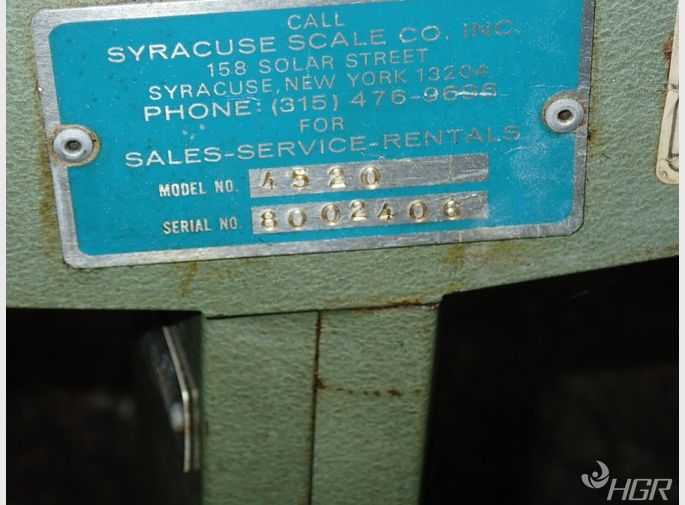 CALL
SYRACUSE SCALE CO. INC.
158 SOLAR STREET
SYRACUSE, NEW YORK 13204
PHONE: (315) 476-9696
FOR
SALES-SERVICE-RENTALS
MODEL NO. 4520
SERIAL NO. 8002406
HGR